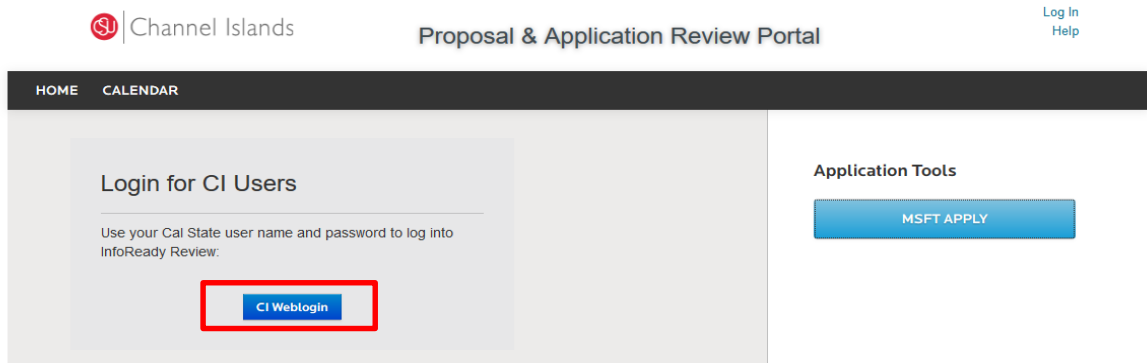 CSU Channel Islands
Proposal & Application Review Portal
Log In
Help
HOME CALENDAR
Login for CI Users
Use your Cal State user name and password to log into
InfoReady Review:
CI Weblogin
Application Tools
MSFT APPLY